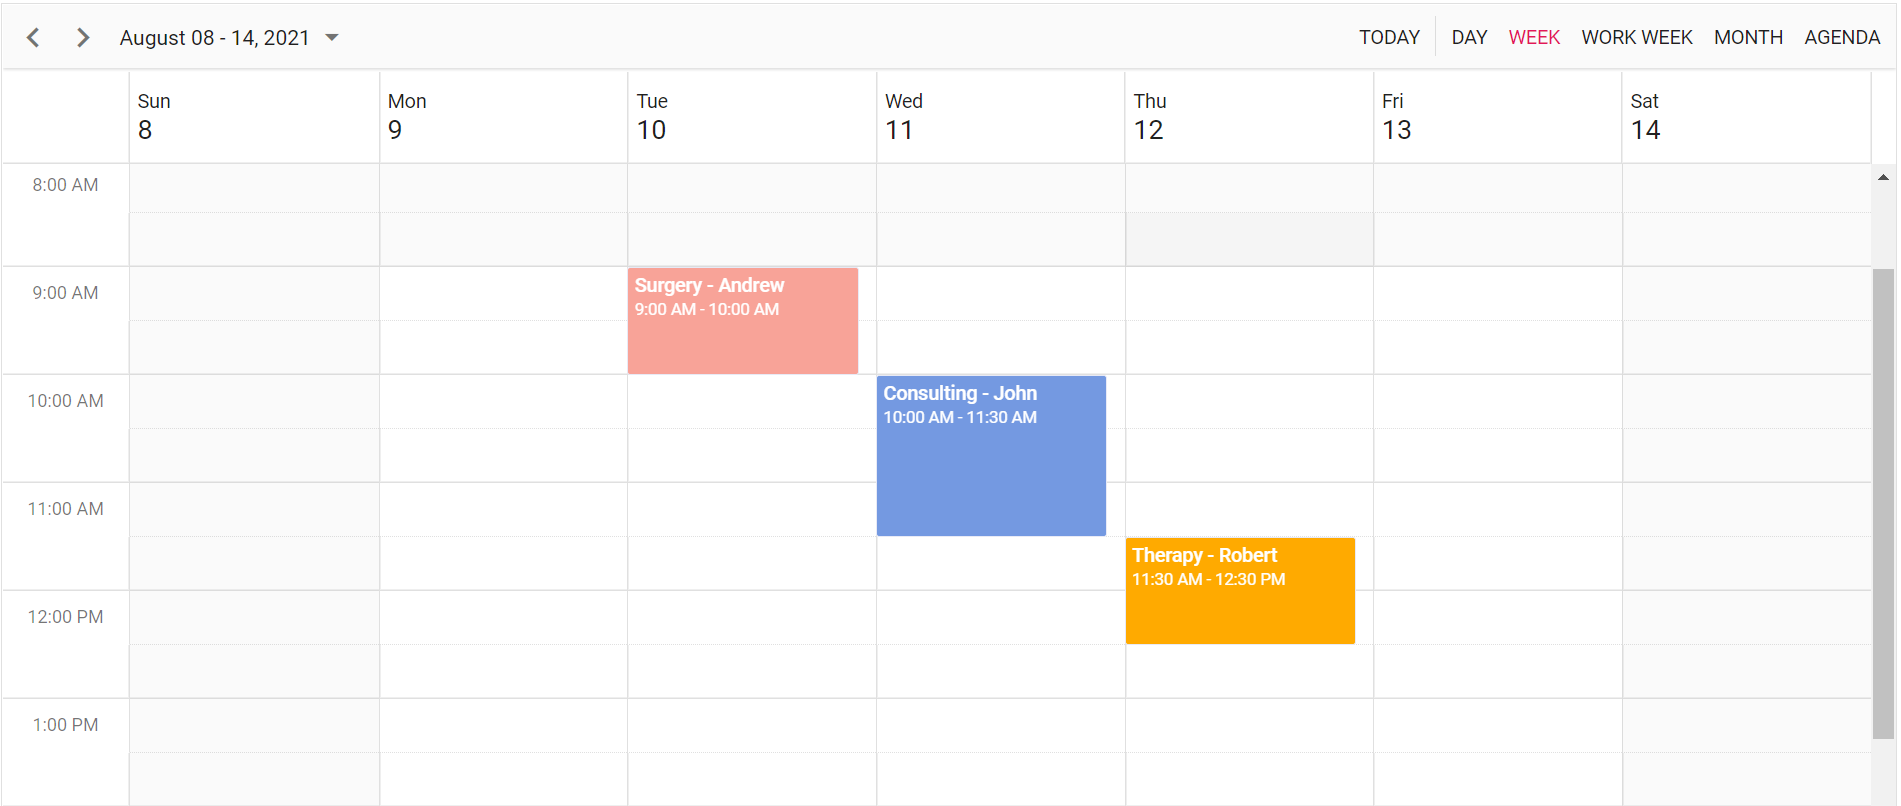 August 08 - 14, 2021
TODAY DAY WEEK WORK WEEK MONTH AGENDA
Sun Mon Tue Wed Thu Fri Sat
8 9 10 11 12 13 14
8:00 AM
9:00 AM
Surgery - Andrew
9:00 AM - 10:00 AM
10:00 AM
Consulting - John
10:00 AM - 11:30 AM
11:00 AM
Therapy - Robert
11:30 AM - 12:30 PM
12:00 PM
1:00 PM